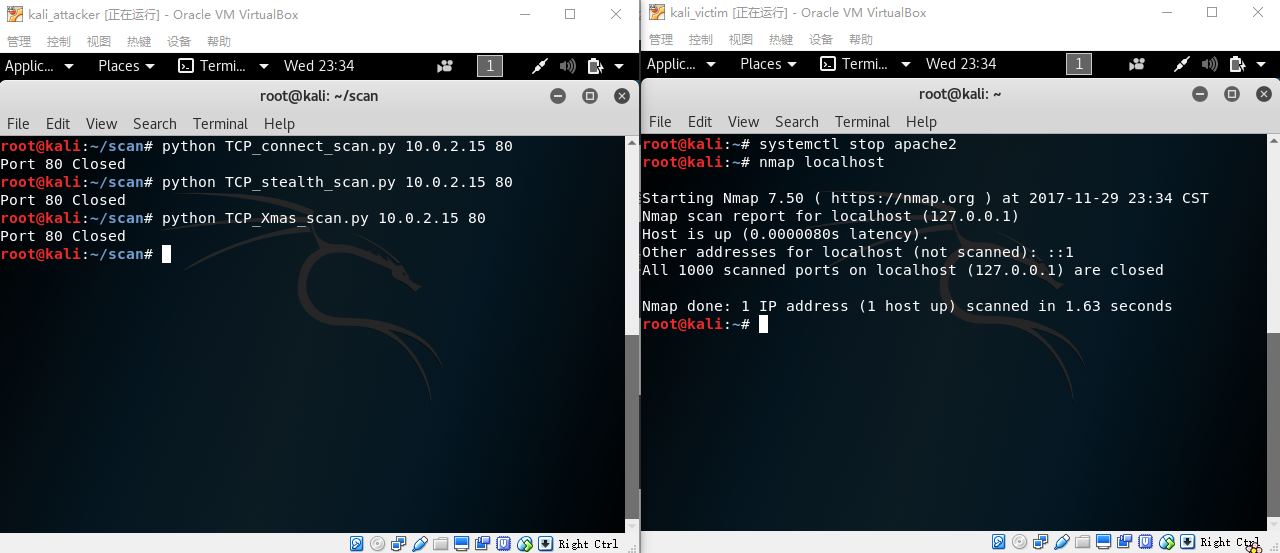 kali_attacker [正在运行] - Oracle VM VirtualBox
管理 控制 视图 热键 设备 帮助
Applic... Places Termi... Wed 23:34 1
root@kali: ~/scan
File Edit View Search Terminal Help
root@kali:~/scan# python TCP_connect_scan.py 10.0.2.15 80
Port 80 Closed
root@kali:~/scan# python TCP_stealth_scan.py 10.0.2.15 80
Port 80 Closed
root@kali:~/scan# python TCP_Xmas_scan.py 10.0.2.15 80
Port 80 Closed
root@kali:~/scan#
Right Ctrl
kali_victim [正在运行] - Oracle VM VirtualBox
管理 控制 视图 热键 设备 帮助
Applic... Places Termi... Wed 23:34 1
root@kali: ~
File Edit View Search Terminal Help
root@kali:~# systemctl stop apache2
root@kali:~# nmap localhost
Starting Nmap 7.50 ( https://nmap.org ) at 2017-11-29 23:34 CST
Nmap scan report for localhost (127.0.0.1)
Host is up (0.0000080s latency).
Other addresses for localhost (not scanned): ::1
All 1000 scanned ports on localhost (127.0.0.1) are closed
Nmap done: 1 IP address (1 host up) scanned in 1.63 seconds
root@kali:~#
Right Ctrl